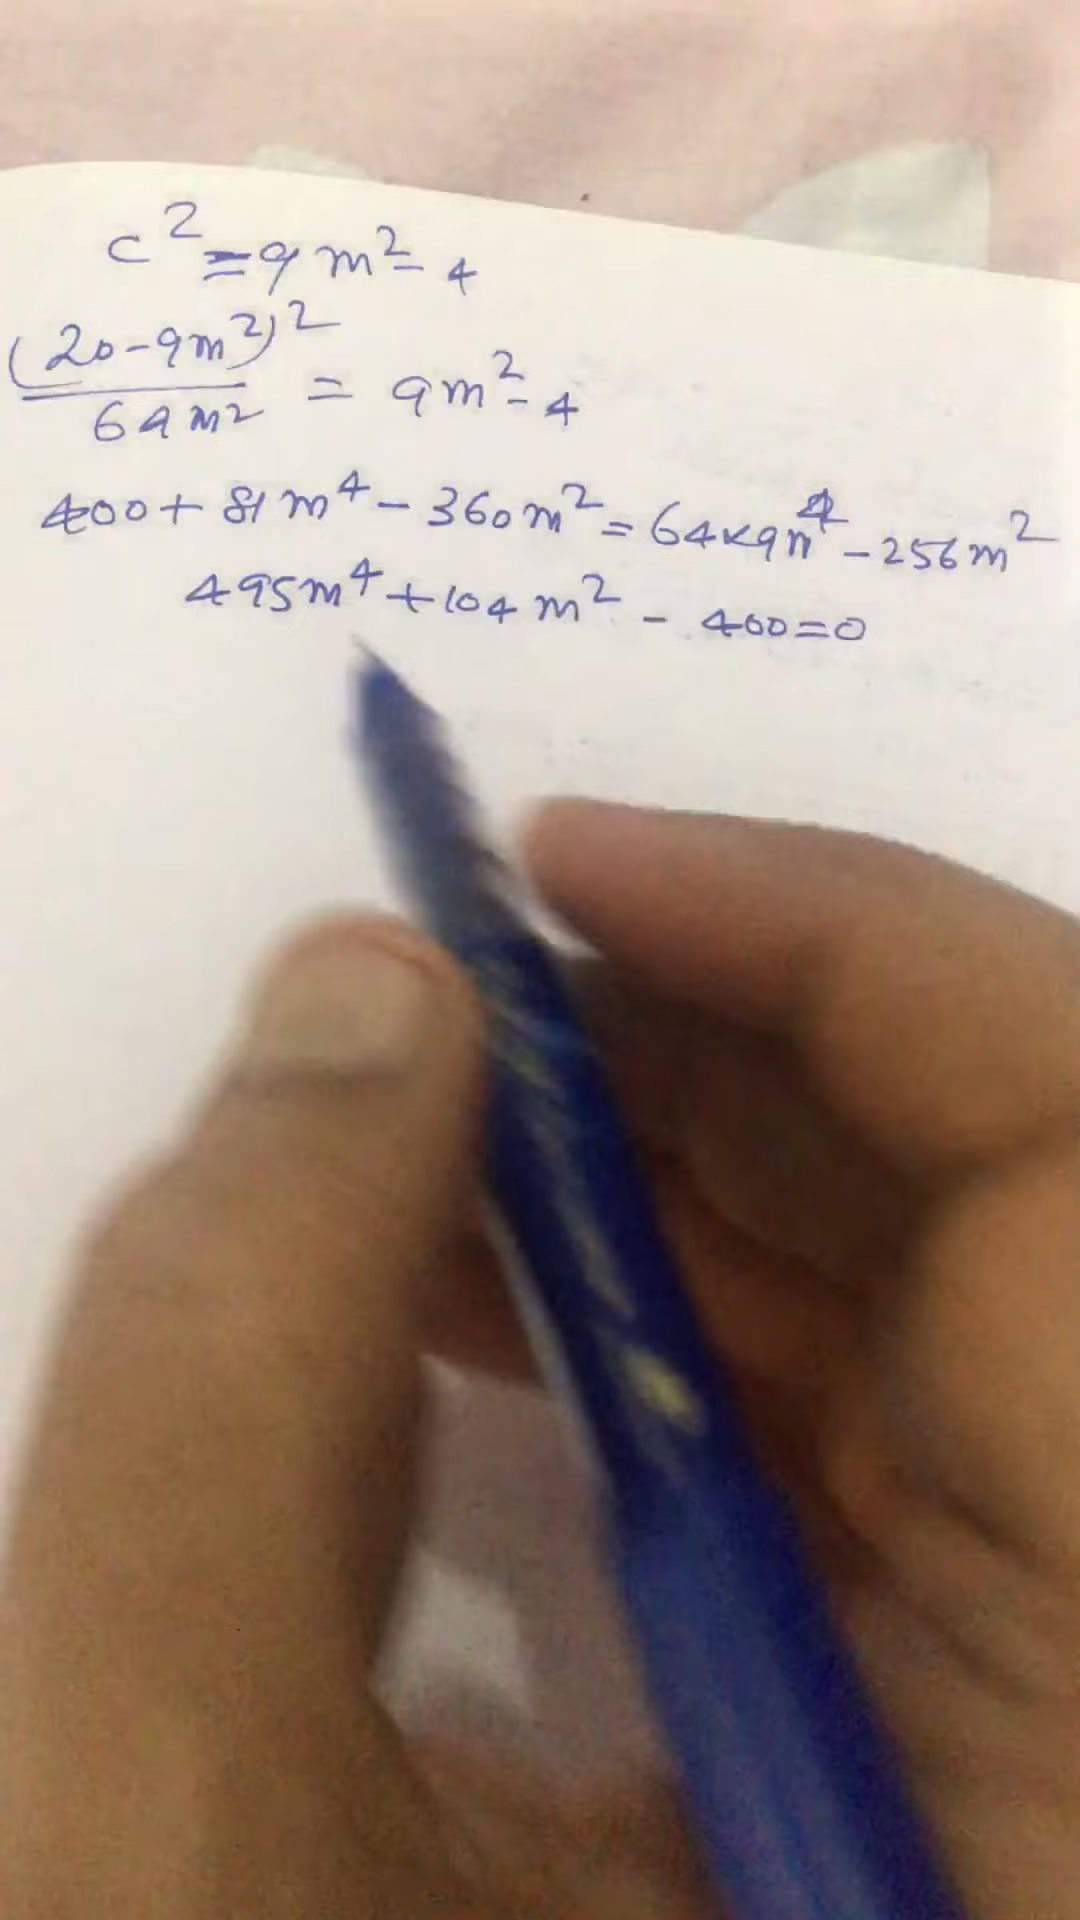 c² = 9m² - 4
(20-9m²)²
64m² = 9m² - 4
400 + 81m⁴ - 360m² = 64×9m⁴ - 256m²
495m⁴ + 104m² - 400 = 0